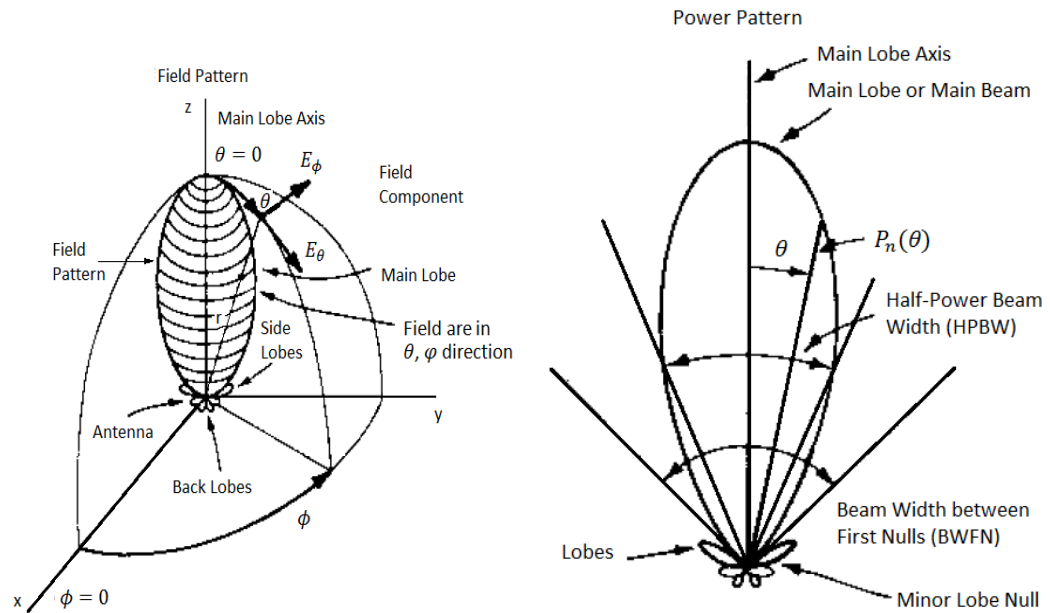 Field Pattern
z
Main Lobe Axis
θ = 0
E_ϕ
Field
Component
θ
E_θ
Field
Pattern
Main Lobe
r
Side
Lobes
Field are in
θ, φ direction
Antenna
y
Back Lobes
ϕ
x
ϕ = 0
Power Pattern
Main Lobe Axis
Main Lobe or Main Beam
P_n(θ)
θ
Half-Power Beam
Width (HPBW)
Beam Width between
First Nulls (BWFN)
Lobes
Minor Lobe Null